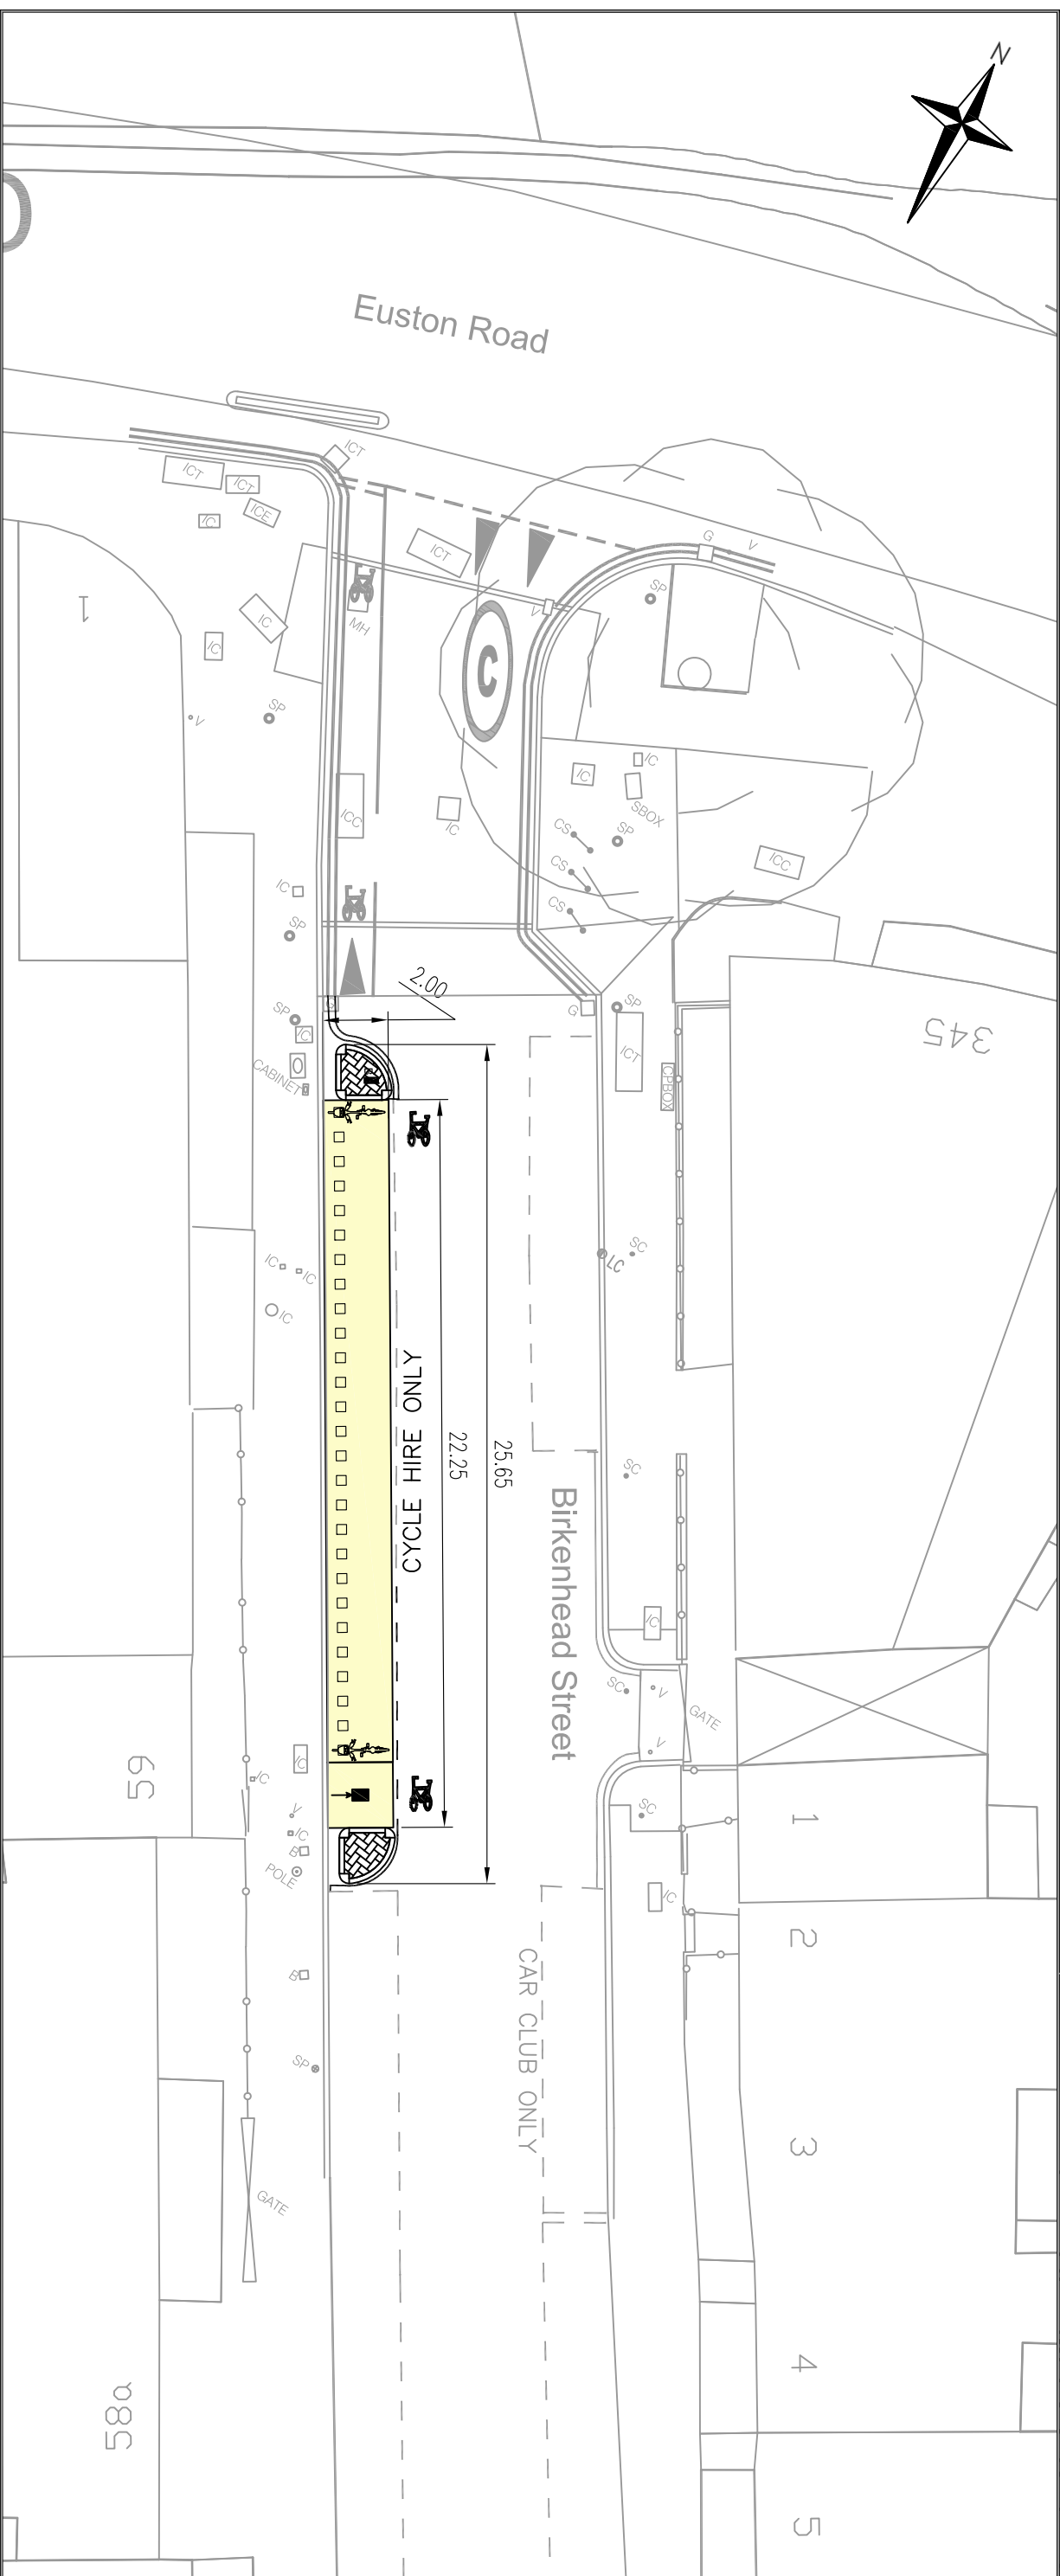 N
Euston Road
ICT
ICT
ICT
ICE
IC
ICT
G
V
SP
V
MH
IC
IC
1
C
V
SP
IC
IC
SBOX
ICC
IC
CS
SP
CS
ICC
CS
IC
SP
2.00
SP
G
G
SP
IC
ICT
345
CABINET
CPBOX
IC
IC
SC
LC
IC
CYCLE HIRE ONLY
22.25
25.65
SC
Birkenhead Street
IC
SC
V
GATE
V
59
IC
IC
V
IC
B
POLE
SC
1
IC
2
B
CAR CLUB ONLY
SP
3
GATE
4
58a
5